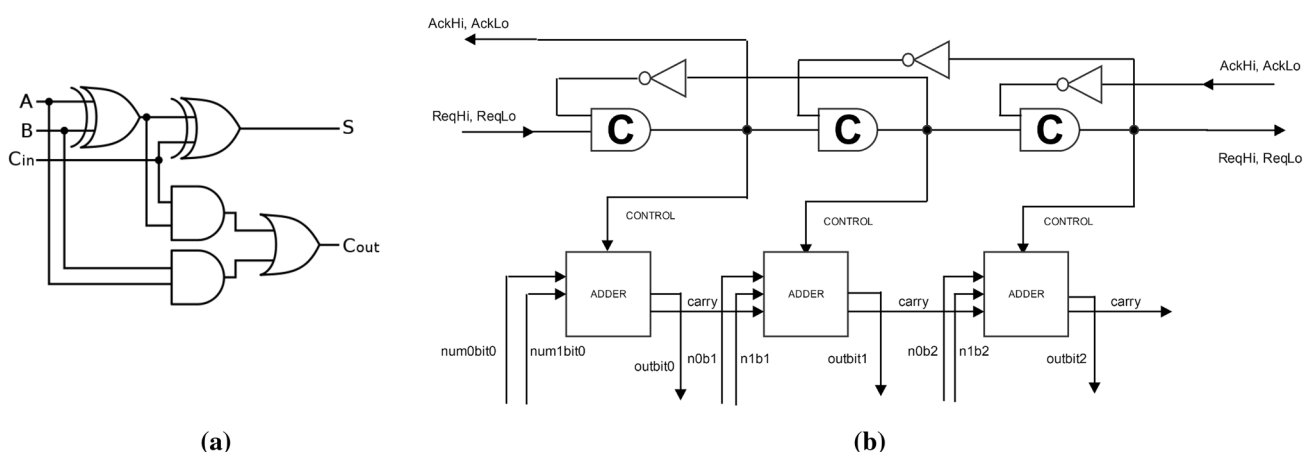 A
B
Cin
S
Cout
(a)
AckHi, AckLo
AckHi, AckLo
ReqHi, ReqLo
C
C
C
ReqHi, ReqLo
CONTROL
CONTROL
CONTROL
ADDER
ADDER
ADDER
carry
carry
carry
num0bit0
num1bit0
outbit0
n0b1
n1b1
outbit1
n0b2
n1b2
outbit2
(b)